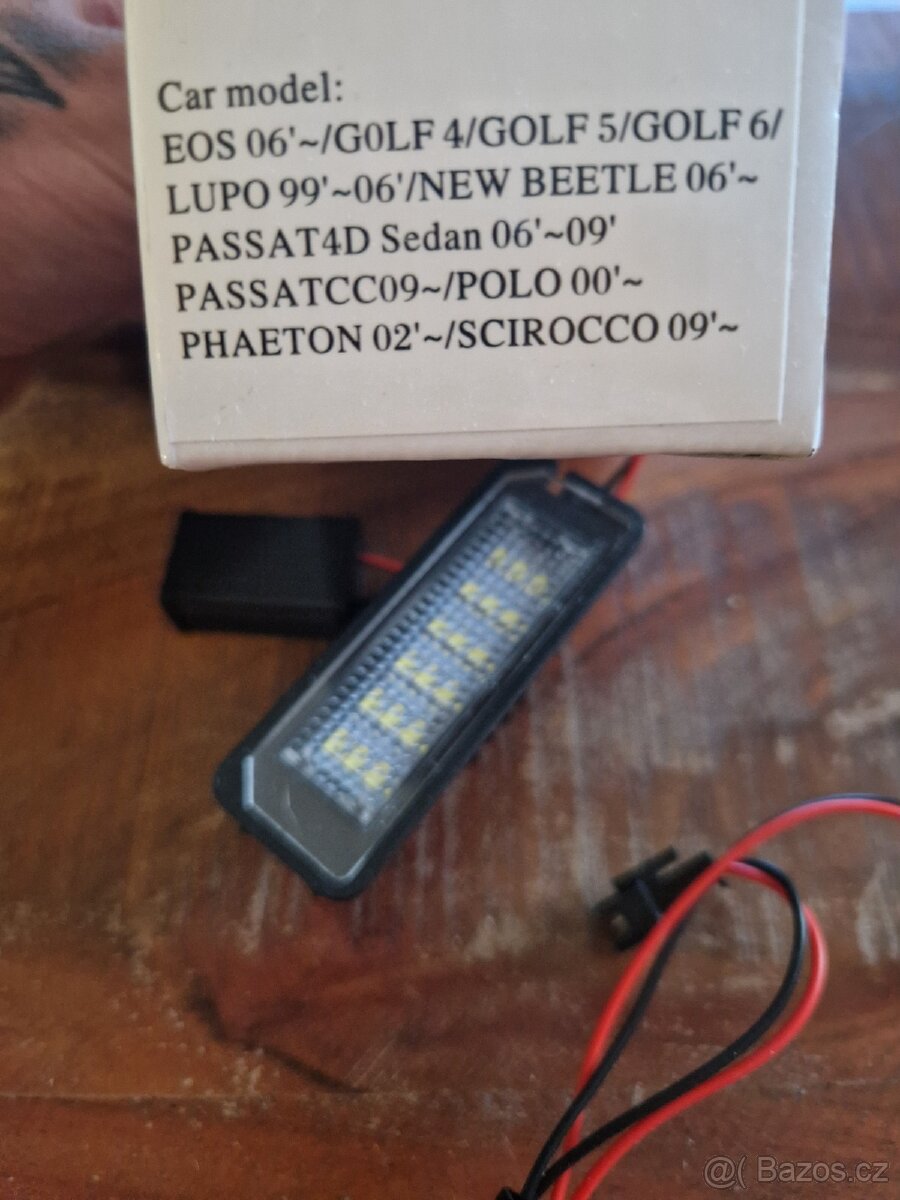 Car model:
EOS 06'~/G0LF 4/GOLF 5/GOLF 6/
LUPO 99'~06'/NEW BEETLE 06'~
PASSAT4D Sedan 06'~09'
PASSATCC09~/POLO 00'~
PHAETON 02'~/SCIROCCO 09'~
@( Bazos.cz